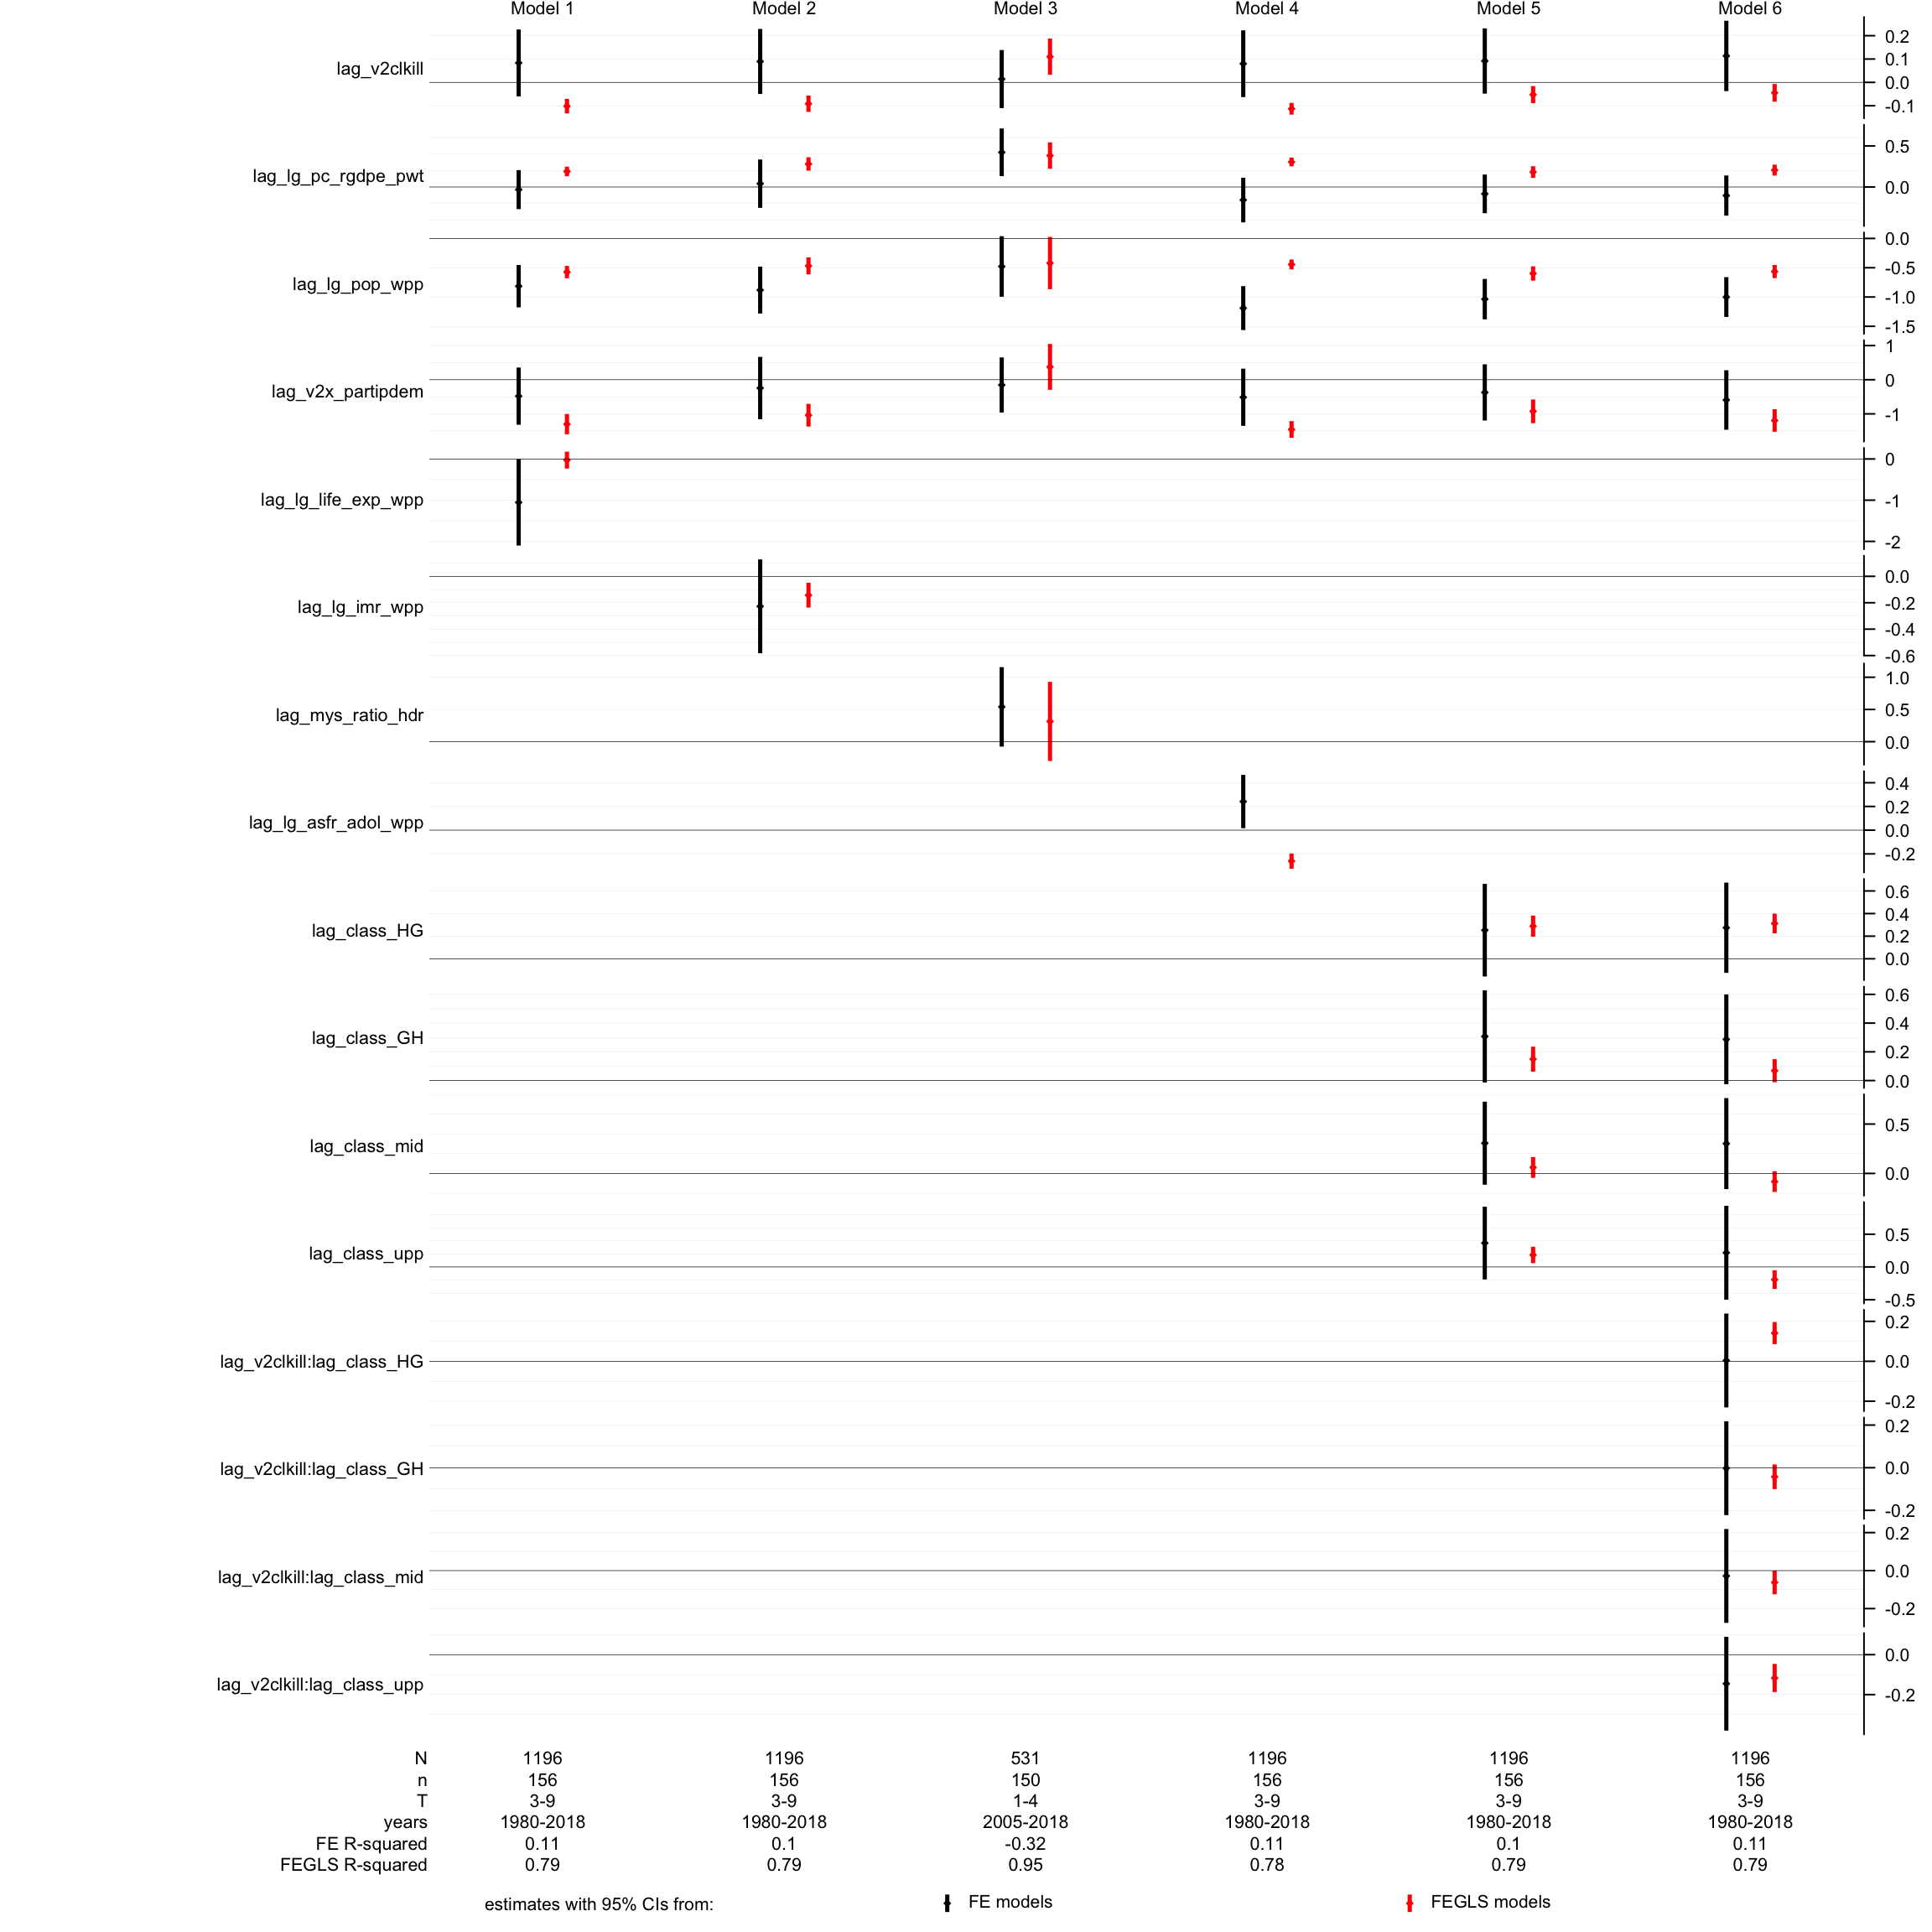 Model 1 Model 2 Model 3 Model 4 Model 5 Model 6
lag_v2clkill
0.2
0.1
0.0
-0.1
lag_lg_pc_rgdpe_pwt
0.5
0.0
lag_lg_pop_wpp
0.0
-0.5
-1.0
-1.5
lag_v2x_partipdem
1
0
-1
lag_lg_life_exp_wpp
0
-1
-2
lag_lg_imr_wpp
0.0
-0.2
-0.4
-0.6
lag_mys_ratio_hdr
1.0
0.5
0.0
lag_lg_asfr_adol_wpp
0.4
0.2
0.0
-0.2
lag_class_HG
0.6
0.4
0.2
0.0
lag_class_GH
0.6
0.4
0.2
0.0
lag_class_mid
0.5
0.0
lag_class_upp
0.5
0.0
-0.5
lag_v2clkill:lag_class_HG
0.2
0.0
-0.2
lag_v2clkill:lag_class_GH
0.2
0.0
-0.2
lag_v2clkill:lag_class_mid
0.2
0.0
-0.2
lag_v2clkill:lag_class_upp
0.0
-0.2
N 1196 1196 531 1196 1196 1196
n 156 156 150 156 156 156
T 3-9 3-9 1-4 3-9 3-9 3-9
years 1980-2018 1980-2018 2005-2018 1980-2018 1980-2018 1980-2018
FE R-squared 0.11 0.1 -0.32 0.11 0.1 0.11
FEGLS R-squared 0.79 0.79 0.95 0.78 0.79 0.79
estimates with 95% CIs from: FE models FEGLS models